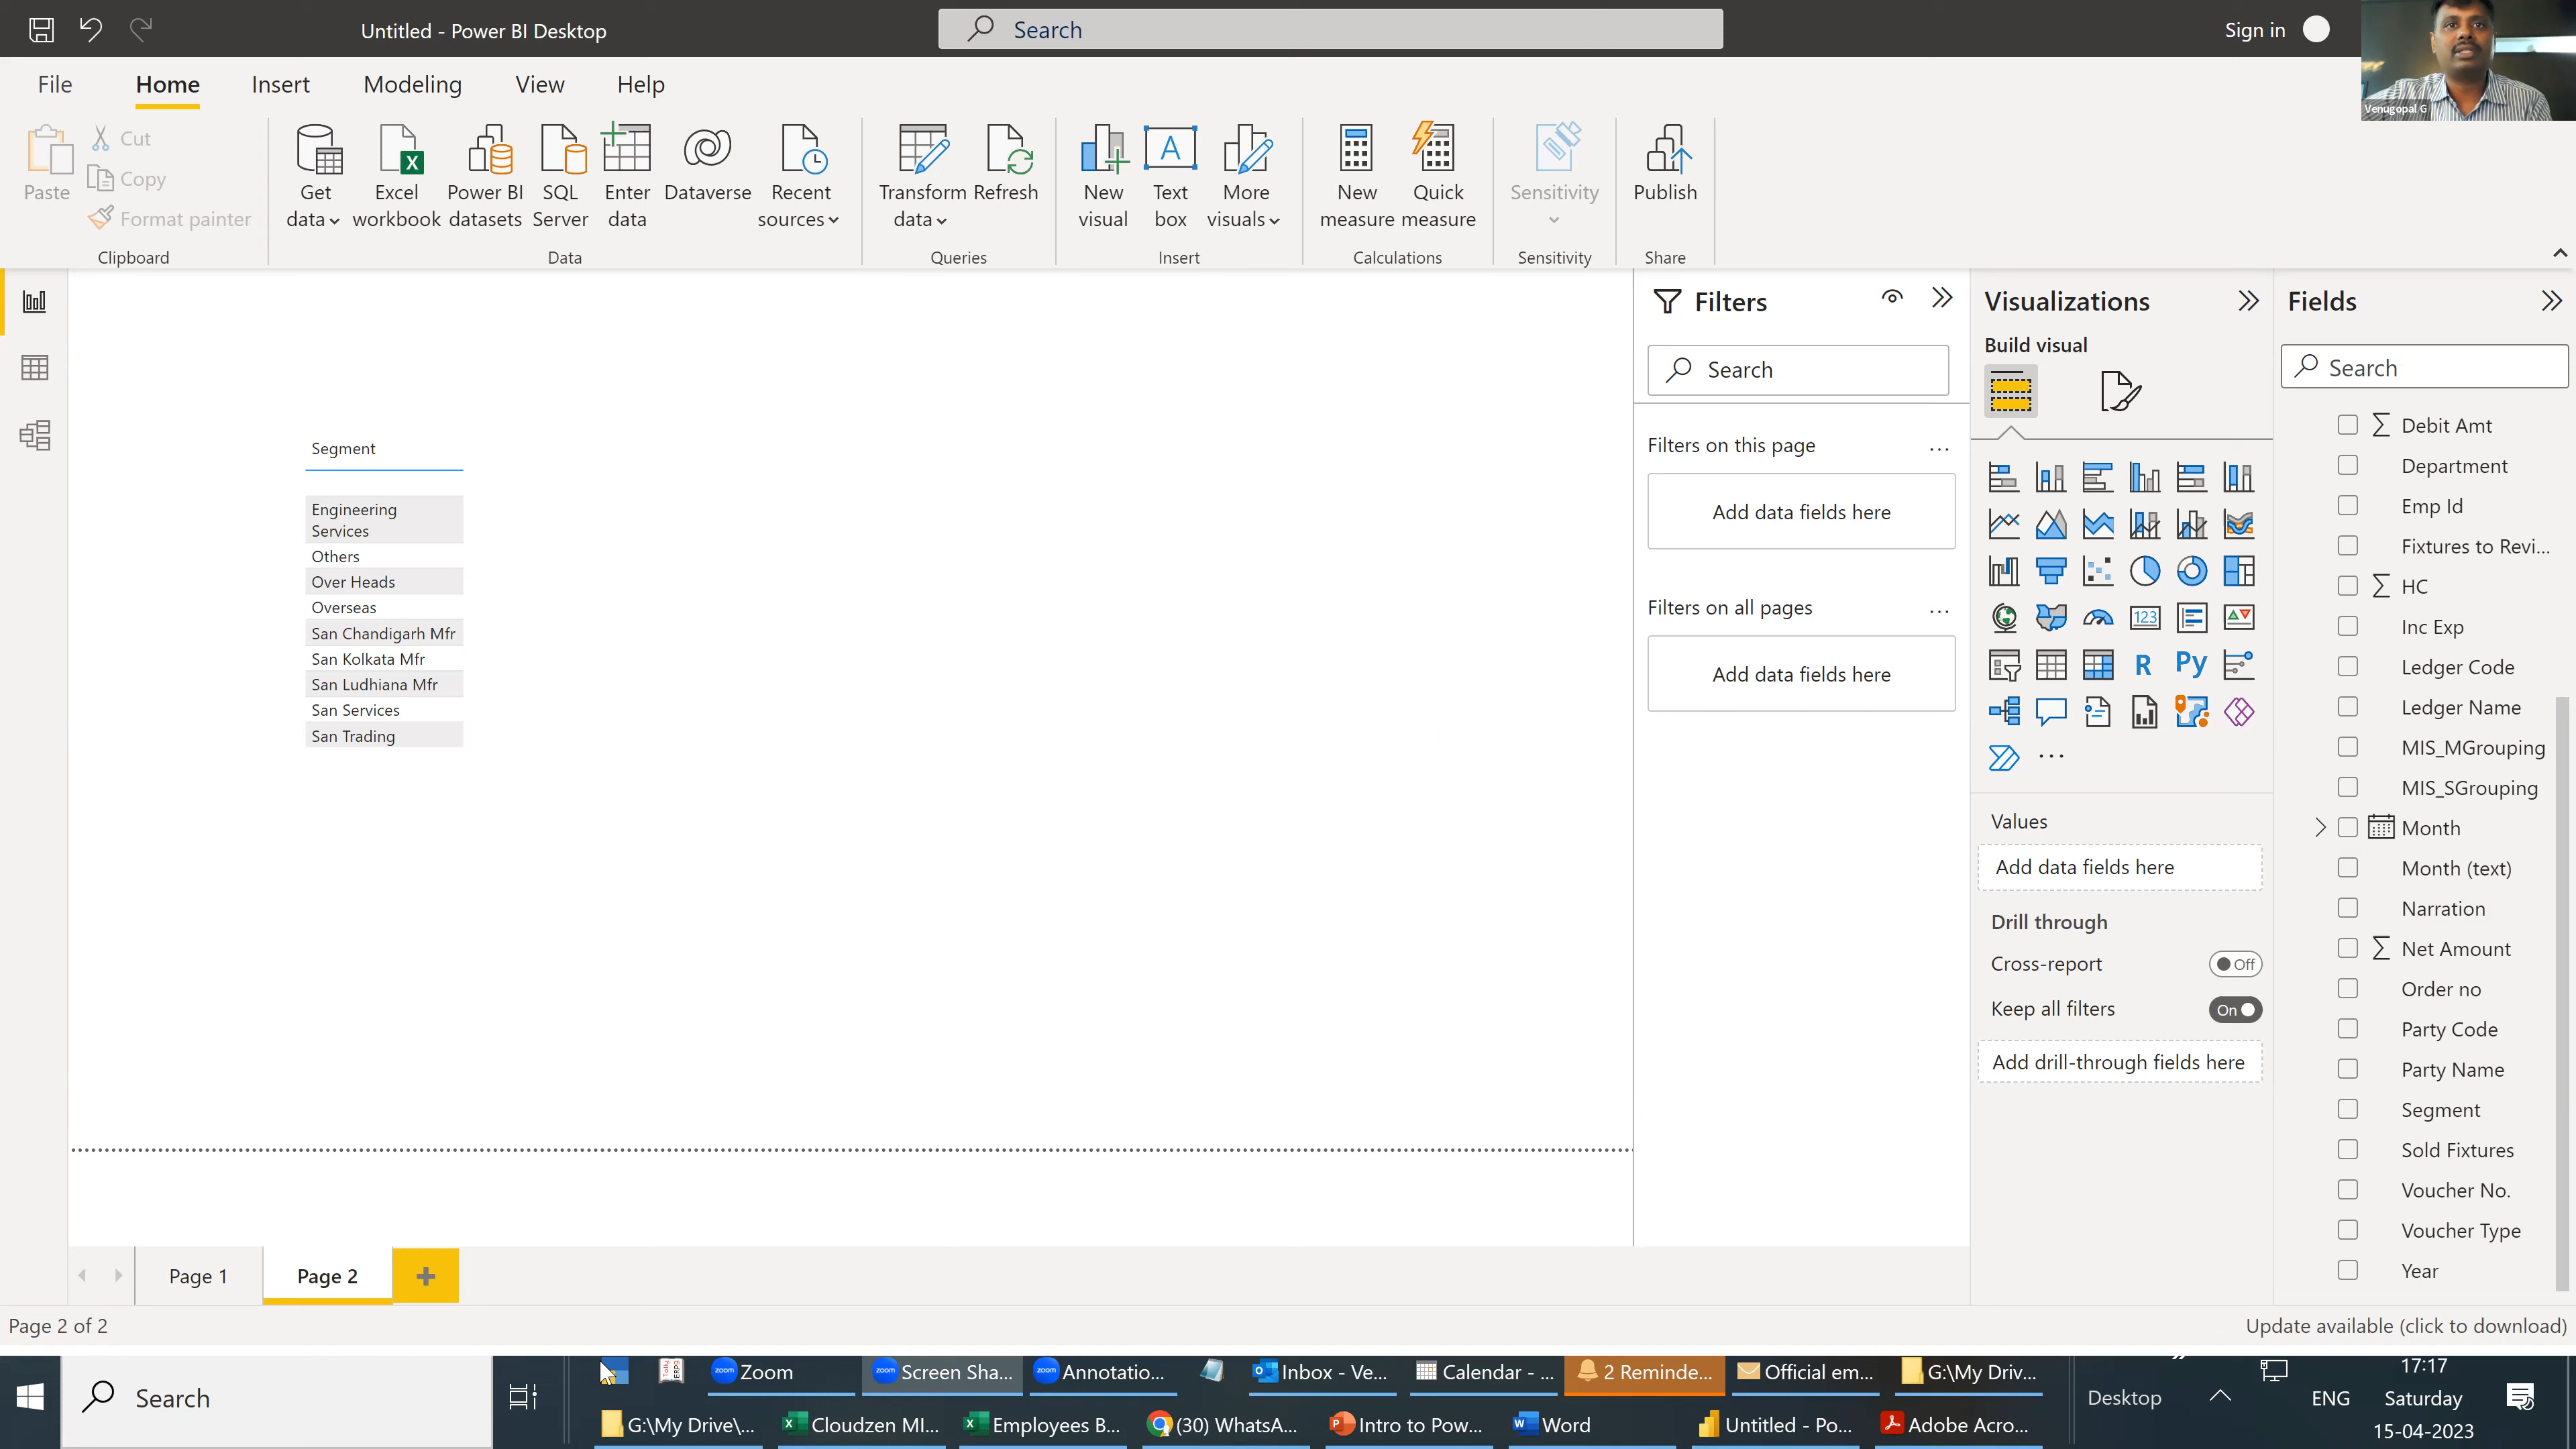 Untitled - Power BI Desktop
Search
Sign in
Venugopal G
File
Home
Insert
Modeling
View
Help
Paste
Cut
Copy
Format painter
Clipboard
Get
data
Excel
workbook
Power BI
datasets
SQL
Server
Enter
data
Dataverse
Recent
sources
Data
Transform
data
Refresh
Queries
New
visual
Text
box
More
visuals
Insert
New
measure
Quick
measure
Calculations
Sensitivity
Sensitivity
Publish
Share
Segment
Engineering
Services
Others
Over Heads
Overseas
San Chandigarh Mfr
San Kolkata Mfr
San Ludhiana Mfr
San Services
San Trading
Filters
Search
Filters on this page
...
Add data fields here
Filters on all pages
...
Add data fields here
Visualizations
Build visual
123
R
Py
...
Values
Add data fields here
Drill through
Cross-report
Off
Keep all filters
On
Add drill-through fields here
Fields
Search
Debit Amt
Department
Emp Id
Fixtures to Revi...
HC
Inc Exp
Ledger Code
Ledger Name
MIS_MGrouping
MIS_SGrouping
Month
Month (text)
Narration
Net Amount
Order no
Party Code
Party Name
Segment
Sold Fixtures
Voucher No.
Voucher Type
Year
Page 1
Page 2
Page 2 of 2
Update available (click to download)
Search
Zoom
Screen Sha...
Annotatio...
Inbox - Ve...
Calendar - ...
2 Reminde...
Official em...
G:\My Driv...
G:\My Drive\...
Cloudzen MI...
Employees B...
(30) WhatsA...
Intro to Pow...
Word
Untitled - Po...
Adobe Acro...
Desktop
ENG
17:17
Saturday
15-04-2023